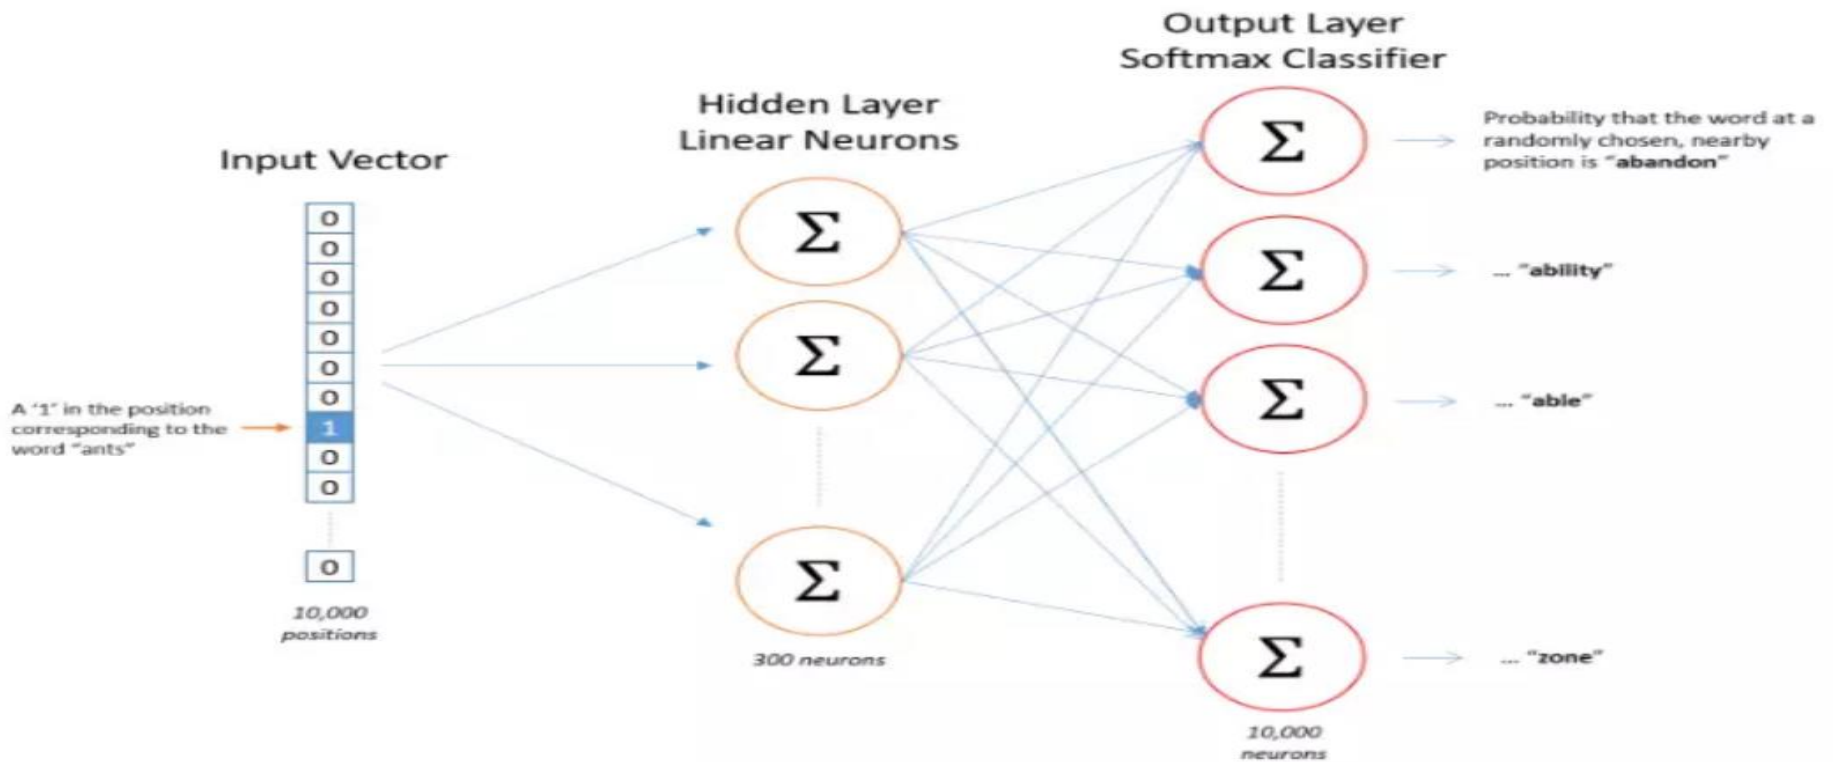 Output Layer
Softmax Classifier
Hidden Layer
Linear Neurons
Input Vector
0
0
0
0
0
0
0
1
0
0
0
A ‘1’ in the position
corresponding to the
word “ants”
10,000
positions
Σ
Σ
Σ
300 neurons
Σ
Σ
Σ
Σ
10,000
neurons
Probability that the word at a
randomly chosen, nearby
position is “abandon”
... “ability”
... “able”
... “zone”